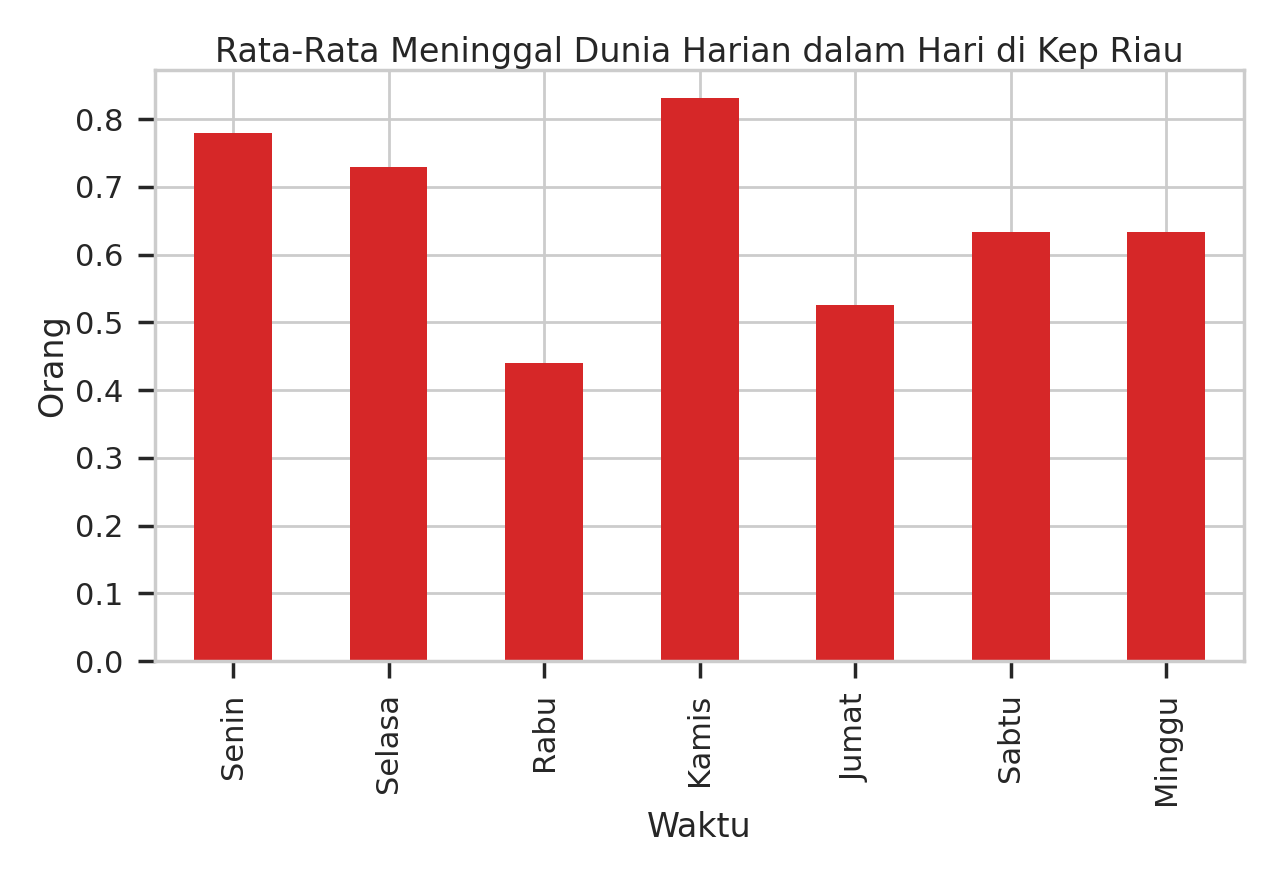 Rata-Rata Meninggal Dunia Harian dalam Hari di Kep Riau
0.8
0.7
0.6
0.5
0.4
0.3
0.2
0.1
0.0
Orang
Senin
Selasa
Rabu
Kamis
Jumat
Sabtu
Minggu
Waktu